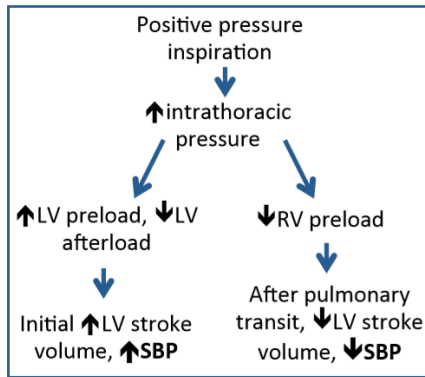 Positive pressure
inspiration
↑intrathoracic
pressure
↑LV preload, ↓LV
afterload
↓RV preload
Initial ↑LV stroke
volume, ↑SBP
After pulmonary
transit, ↓LV stroke
volume, ↓SBP